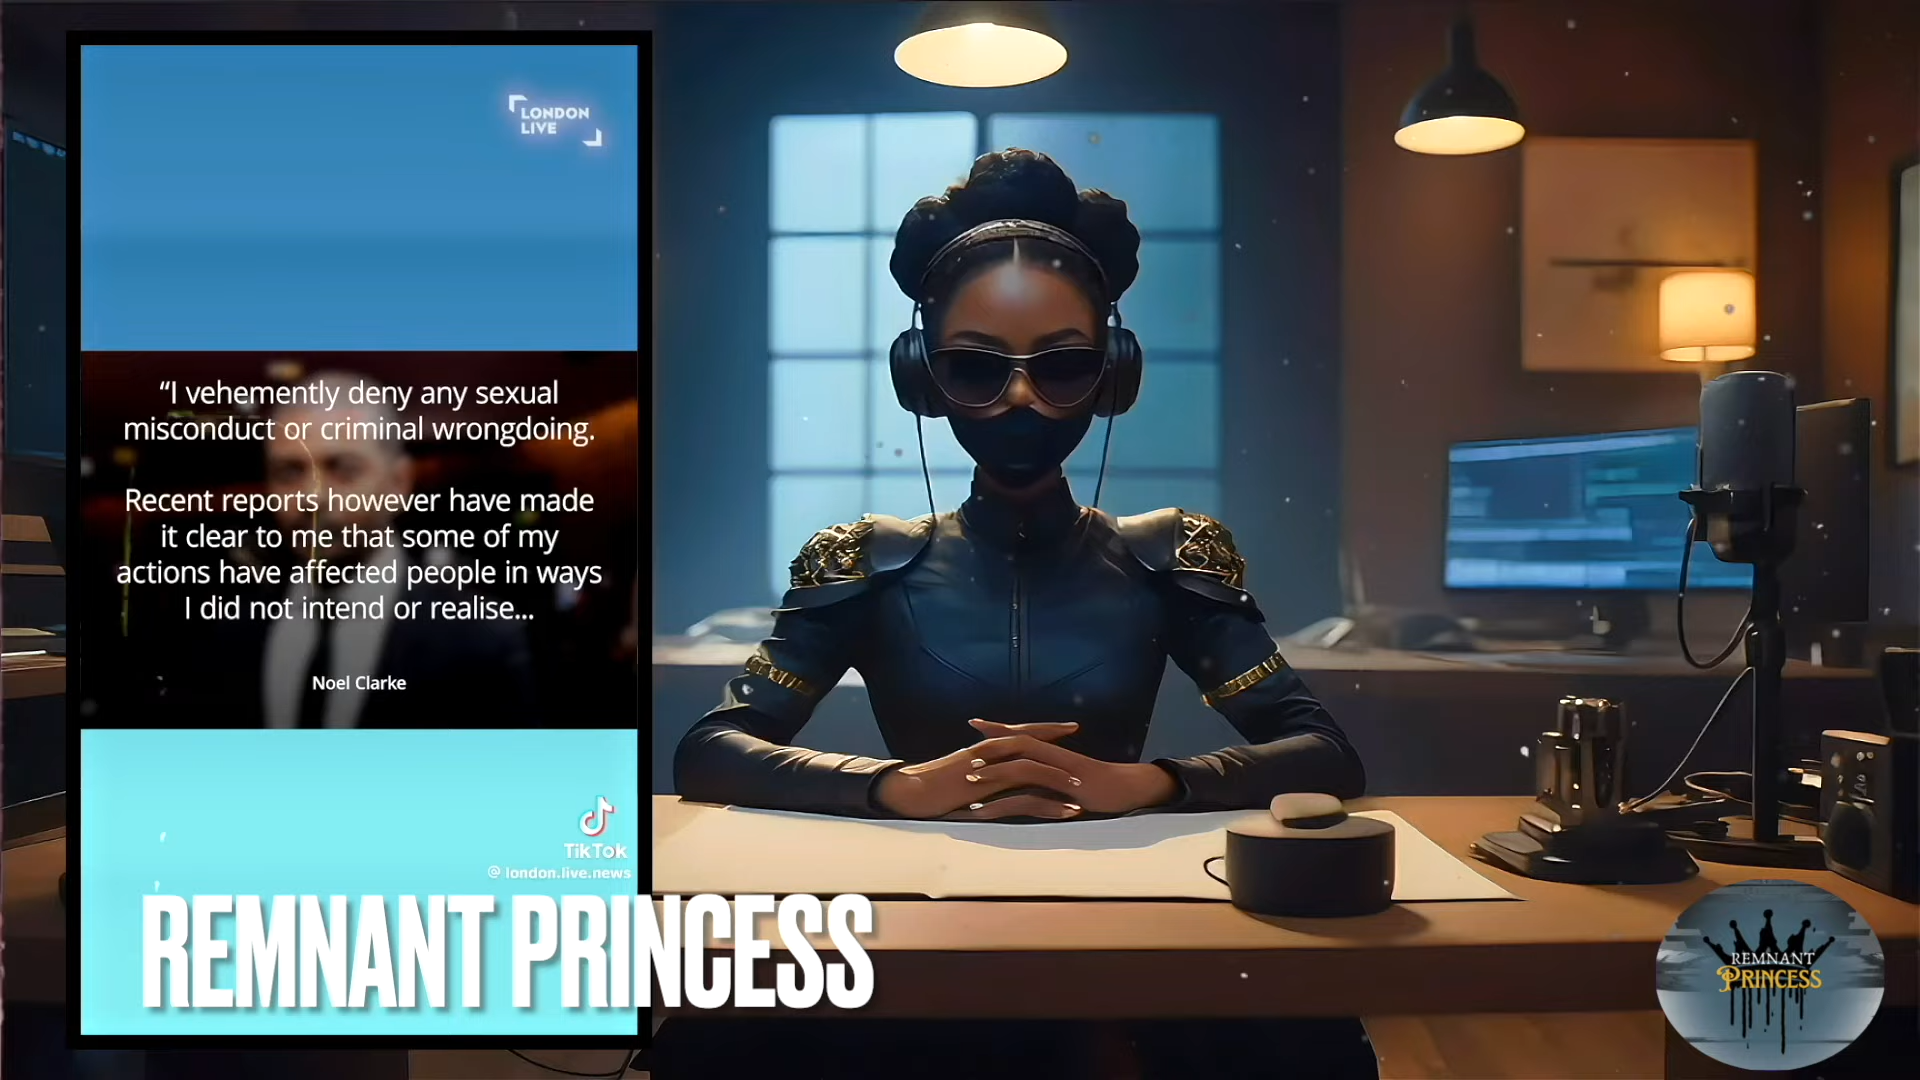 LONDON
LIVE
“I vehemently deny any sexual
misconduct or criminal wrongdoing.
Recent reports however have made
it clear to me that some of my
actions have affected people in ways
I did not intend or realise...
Noel Clarke
TikTok
@ london.live.news
REMNANT PRINCESS
REMNANT
PRINCESS